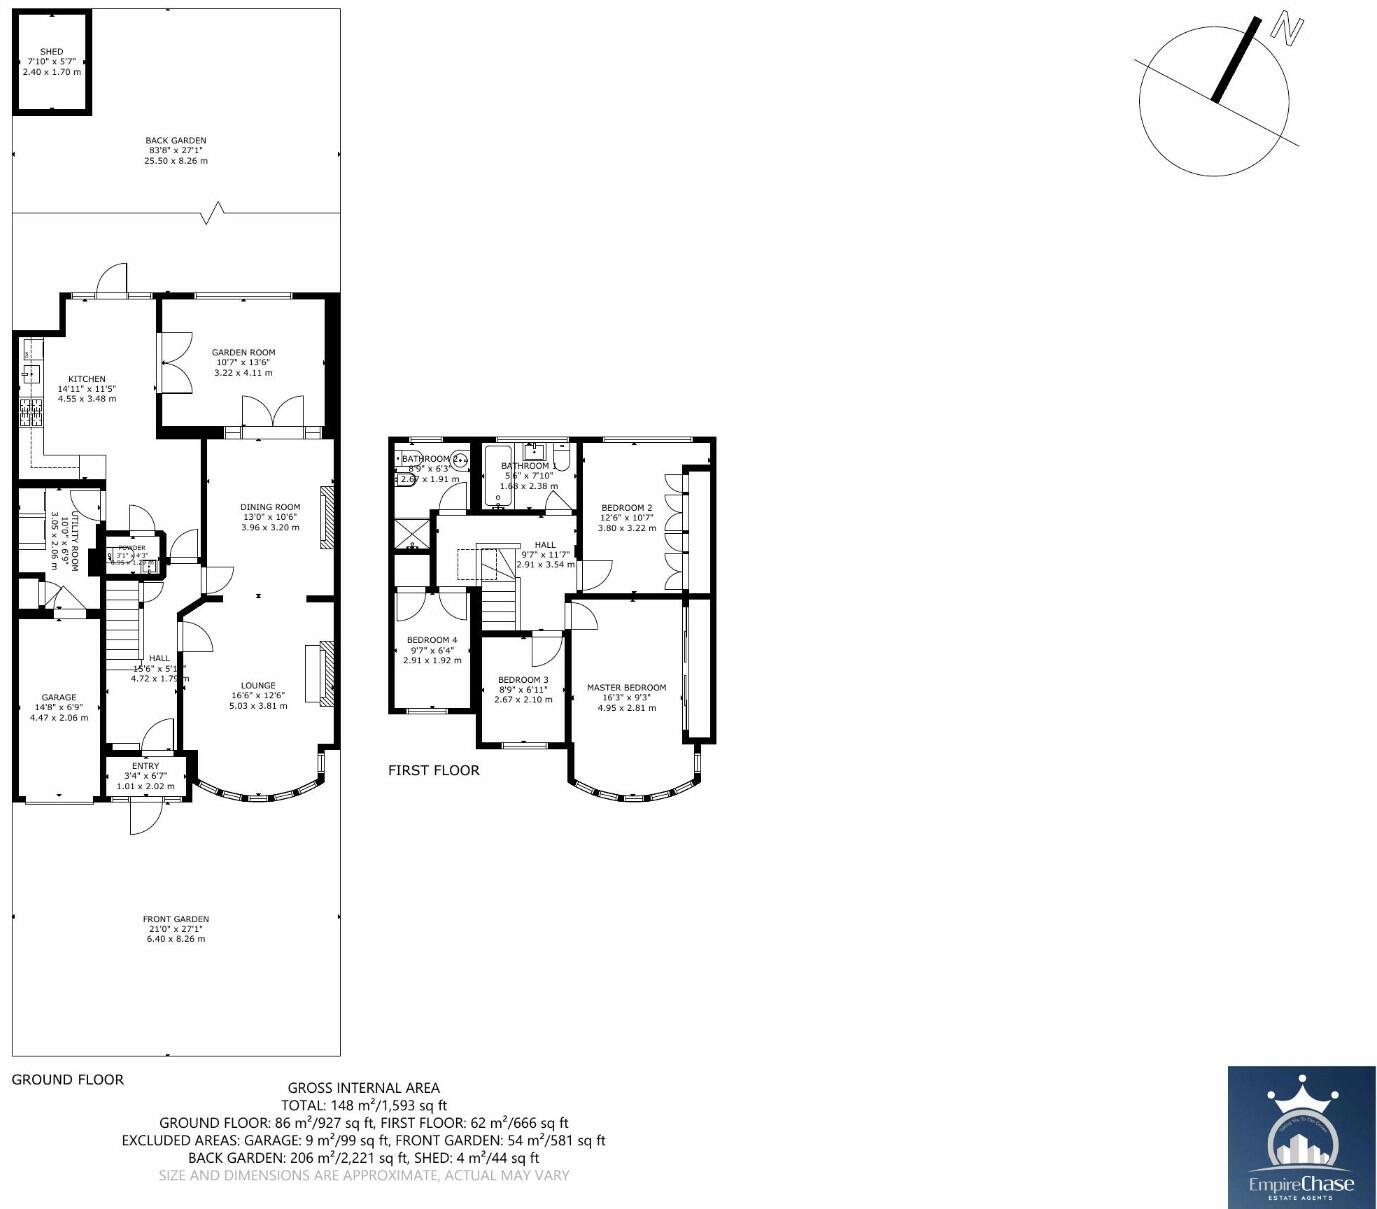 N
SHED
7'10" x 5'7"
2.40 x 1.70 m
BACK GARDEN
83'8" x 27'1"
25.50 x 8.26 m
GARDEN ROOM
10'7" x 13'6"
3.22 x 4.11 m
KITCHEN
14'11" x 11'5"
4.55 x 3.48 m
DINING ROOM
13'0" x 10'6"
3.96 x 3.20 m
UTILITY ROOM
10'0" x 6'9"
3.05 x 2.06 m
POWDER
3'1" x 4'3"
HALL
15'6" x
4.72 x 1.79 m
LOUNGE
16'6" x 12'6"
5.03 x 3.81 m
GARAGE
14'8" x 6'9"
4.47 x 2.06 m
ENTRY
3'4" x 6'7"
1.01 x 2.02 m
FRONT GARDEN
21'0" x 27'1"
6.40 x 8.26 m
GROUND FLOOR
BATHROOM 2
8'9" x 6'3"
2.67 x 1.91 m
BATHROOM 1
5'6" x 7'10"
1.68 x 2.38 m
BEDROOM 2
12'6" x 10'7"
3.80 x 3.22 m
HALL
9'7" x 11'7"
2.91 x 3.54 m
BEDROOM 4
9'7" x 6'4"
2.91 x 1.92 m
BEDROOM 3
8'9" x 6'11"
2.67 x 2.10 m
MASTER BEDROOM
16'3" x 9'3"
4.95 x 2.81 m
FIRST FLOOR
GROSS INTERNAL AREA
TOTAL: 148 m²/1,593 sq ft
GROUND FLOOR: 86 m²/927 sq ft, FIRST FLOOR: 62 m²/666 sq ft
EXCLUDED AREAS: GARAGE: 9 m²/99 sq ft, FRONT GARDEN: 54 m²/581 sq ft
BACK GARDEN: 206 m²/2,221 sq ft, SHED: 4 m²/44 sq ft
SIZE AND DIMENSIONS ARE APPROXIMATE, ACTUAL MAY VARY
EmpireChase
ESTATE AGENTS